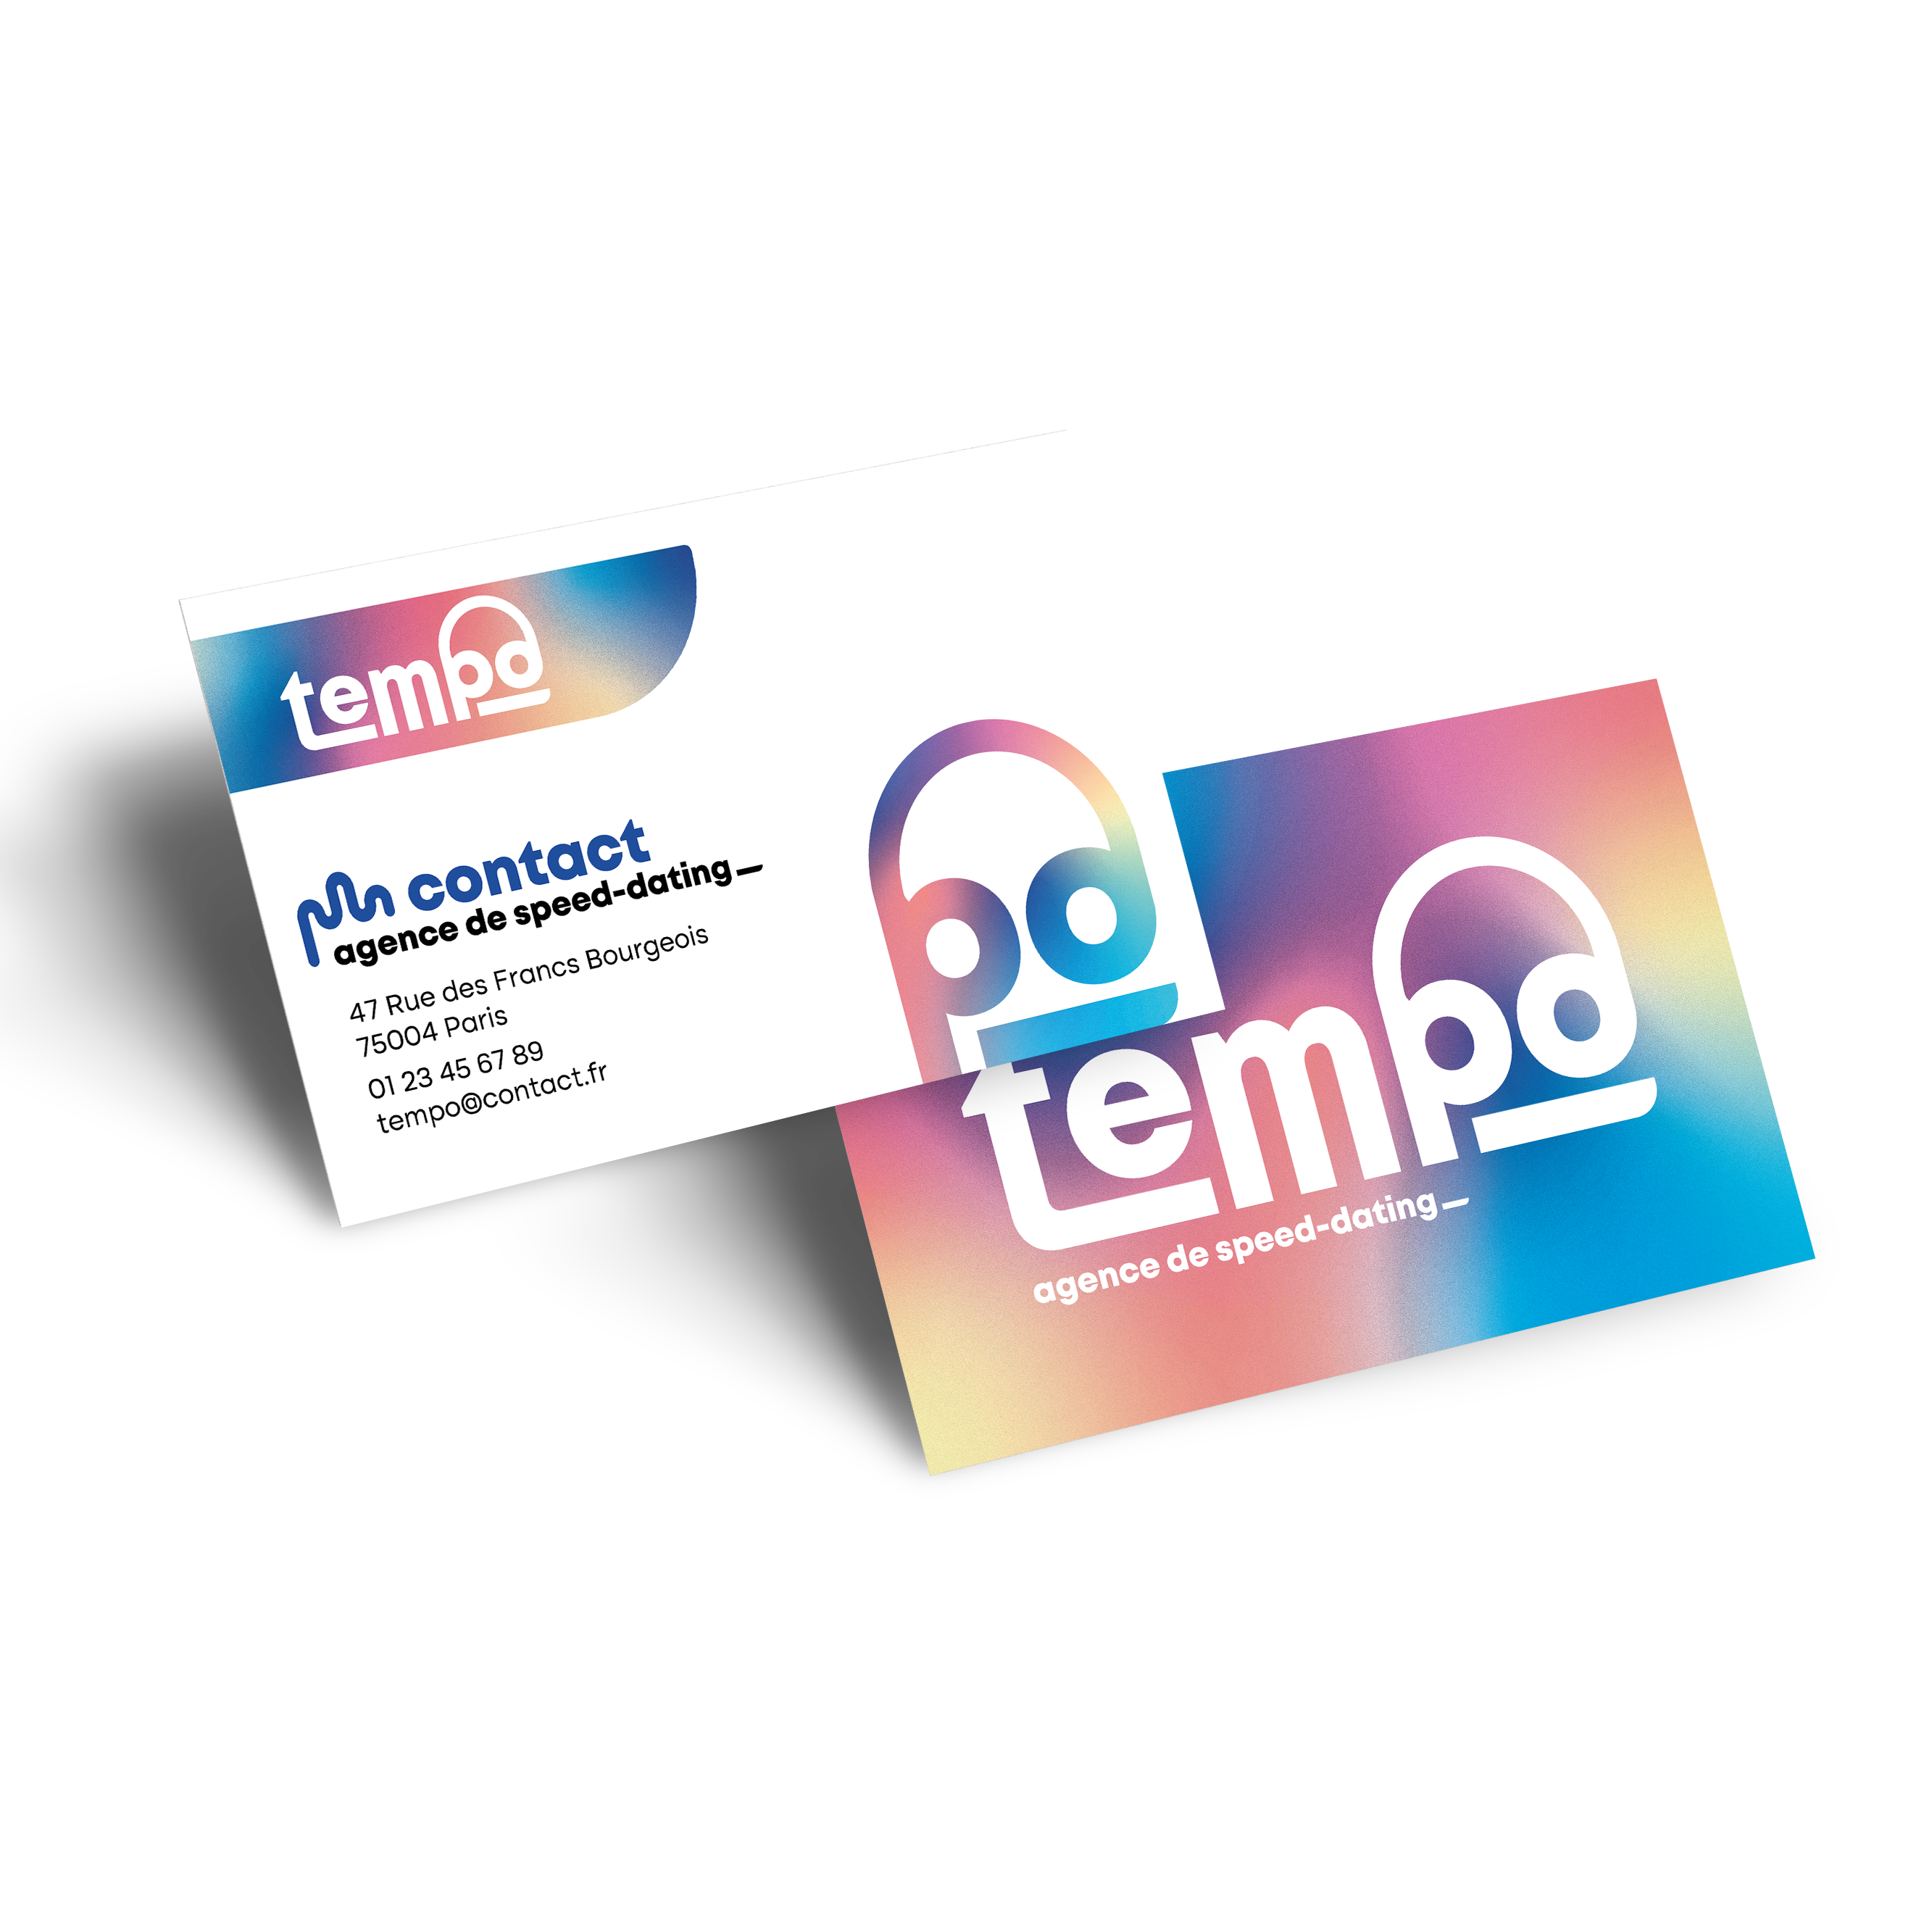 tempo
contact
agence de speed-dating
47 Rue des Francs Bourgeois
75004 Paris
01 23 45 67 89
tempo@contact.fr
po
tempo
agence de speed-dating